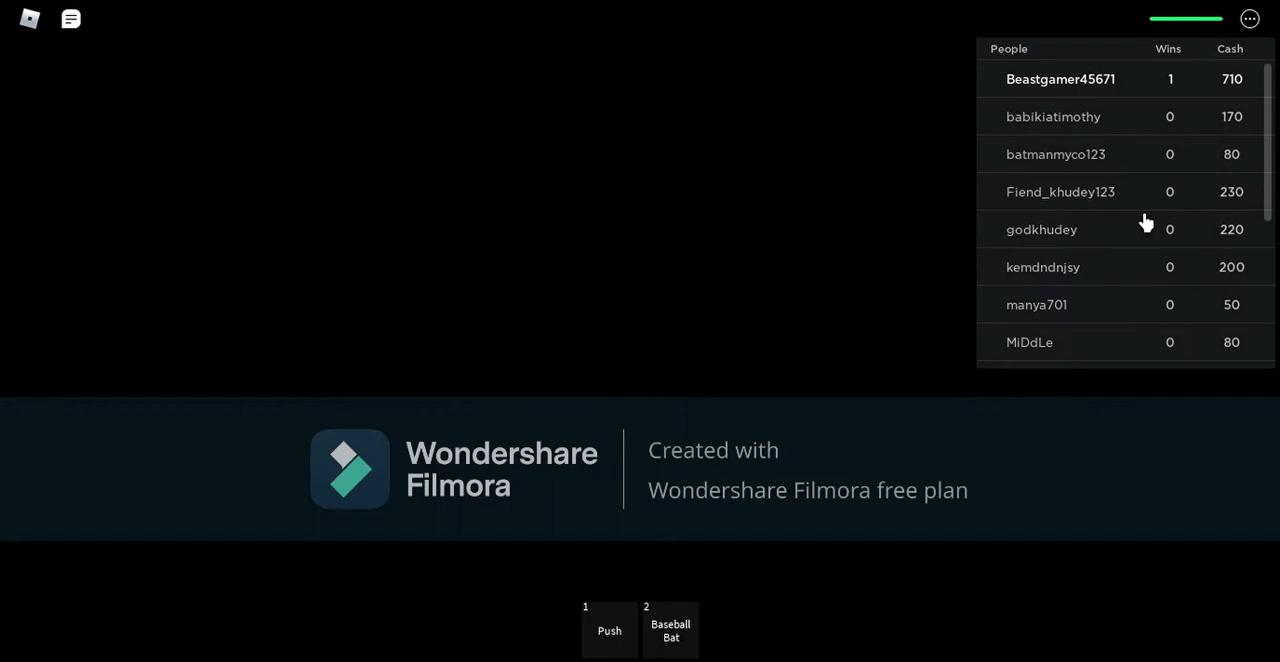 People Wins Cash
Beastgamer45671 1 710
babikiatimothy 0 170
batmanmyco123 0 80
Fiend_khudey123 0 230
godkhudey 0 220
kemdndnjsy 0 200
manya701 0 50
MiDdLe 0 80
Wondershare
Filmora
Created with
Wondershare Filmora free plan
1
Push
2
Baseball
Bat